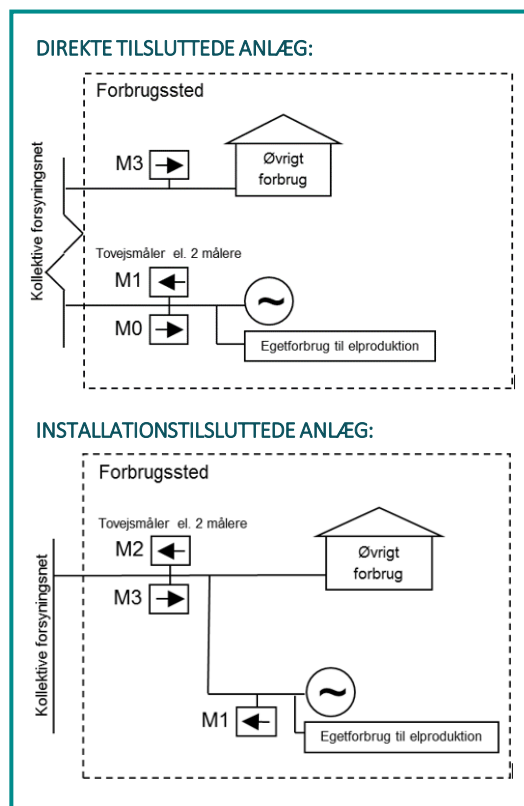 DIREKTE TILSLUTTEDE ANLÆG:
Forbrugssted
Kollektive forsyningsnet
M3
Øvrigt
forbrug
Tovejsmåler el. 2 målere
M1
~
M0
Egetforbrug til elproduktion
INSTALLATIONSTILSLUTTEDE ANLÆG:
Forbrugssted
Kollektive forsyningsnet
Tovejsmåler el. 2 målere
M2
Øvrigt
forbrug
M3
~
M1
Egetforbrug til elproduktion